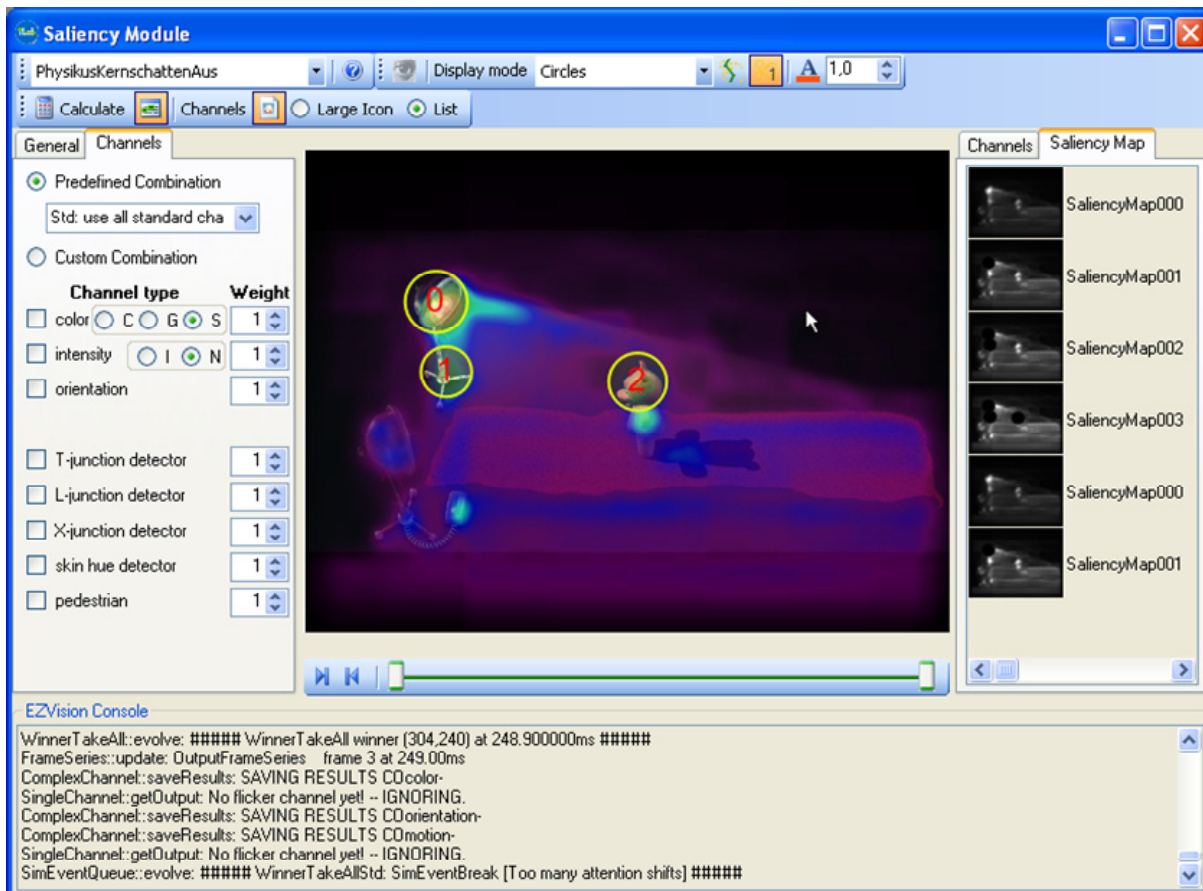 Saliency Module
PhysikusKernschattenAus Display mode Circles 1 A 1,0
Calculate Channels Large Icon List
General Channels
Predefined Combination
Std: use all standard cha
Custom Combination
Channel type Weight
color C G S 1
intensity I N 1
orientation 1
T-junction detector 1
L-junction detector 1
X-junction detector 1
skin hue detector 1
pedestrian 1
0
1
2
Channels Saliency Map
SaliencyMap000
SaliencyMap001
SaliencyMap002
SaliencyMap003
SaliencyMap000
SaliencyMap001
EZVision Console
WinnerTakeAll::evolve: ##### WinnerTakeAll winner (304,240) at 248.900000ms #####
FrameSeries::update: OutputFrameSeries frame 3 at 249.00ms
ComplexChannel::saveResults: SAVING RESULTS COcolor-
SingleChannel::getOutput: No flicker channel yet! -- IGNORING.
ComplexChannel::saveResults: SAVING RESULTS COorientation-
ComplexChannel::saveResults: SAVING RESULTS COmotion-
SingleChannel::getOutput: No flicker channel yet! -- IGNORING.
SimEventQueue::evolve: ##### WinnerTakeAllStd: SimEventBreak [Too many attention shifts] #####